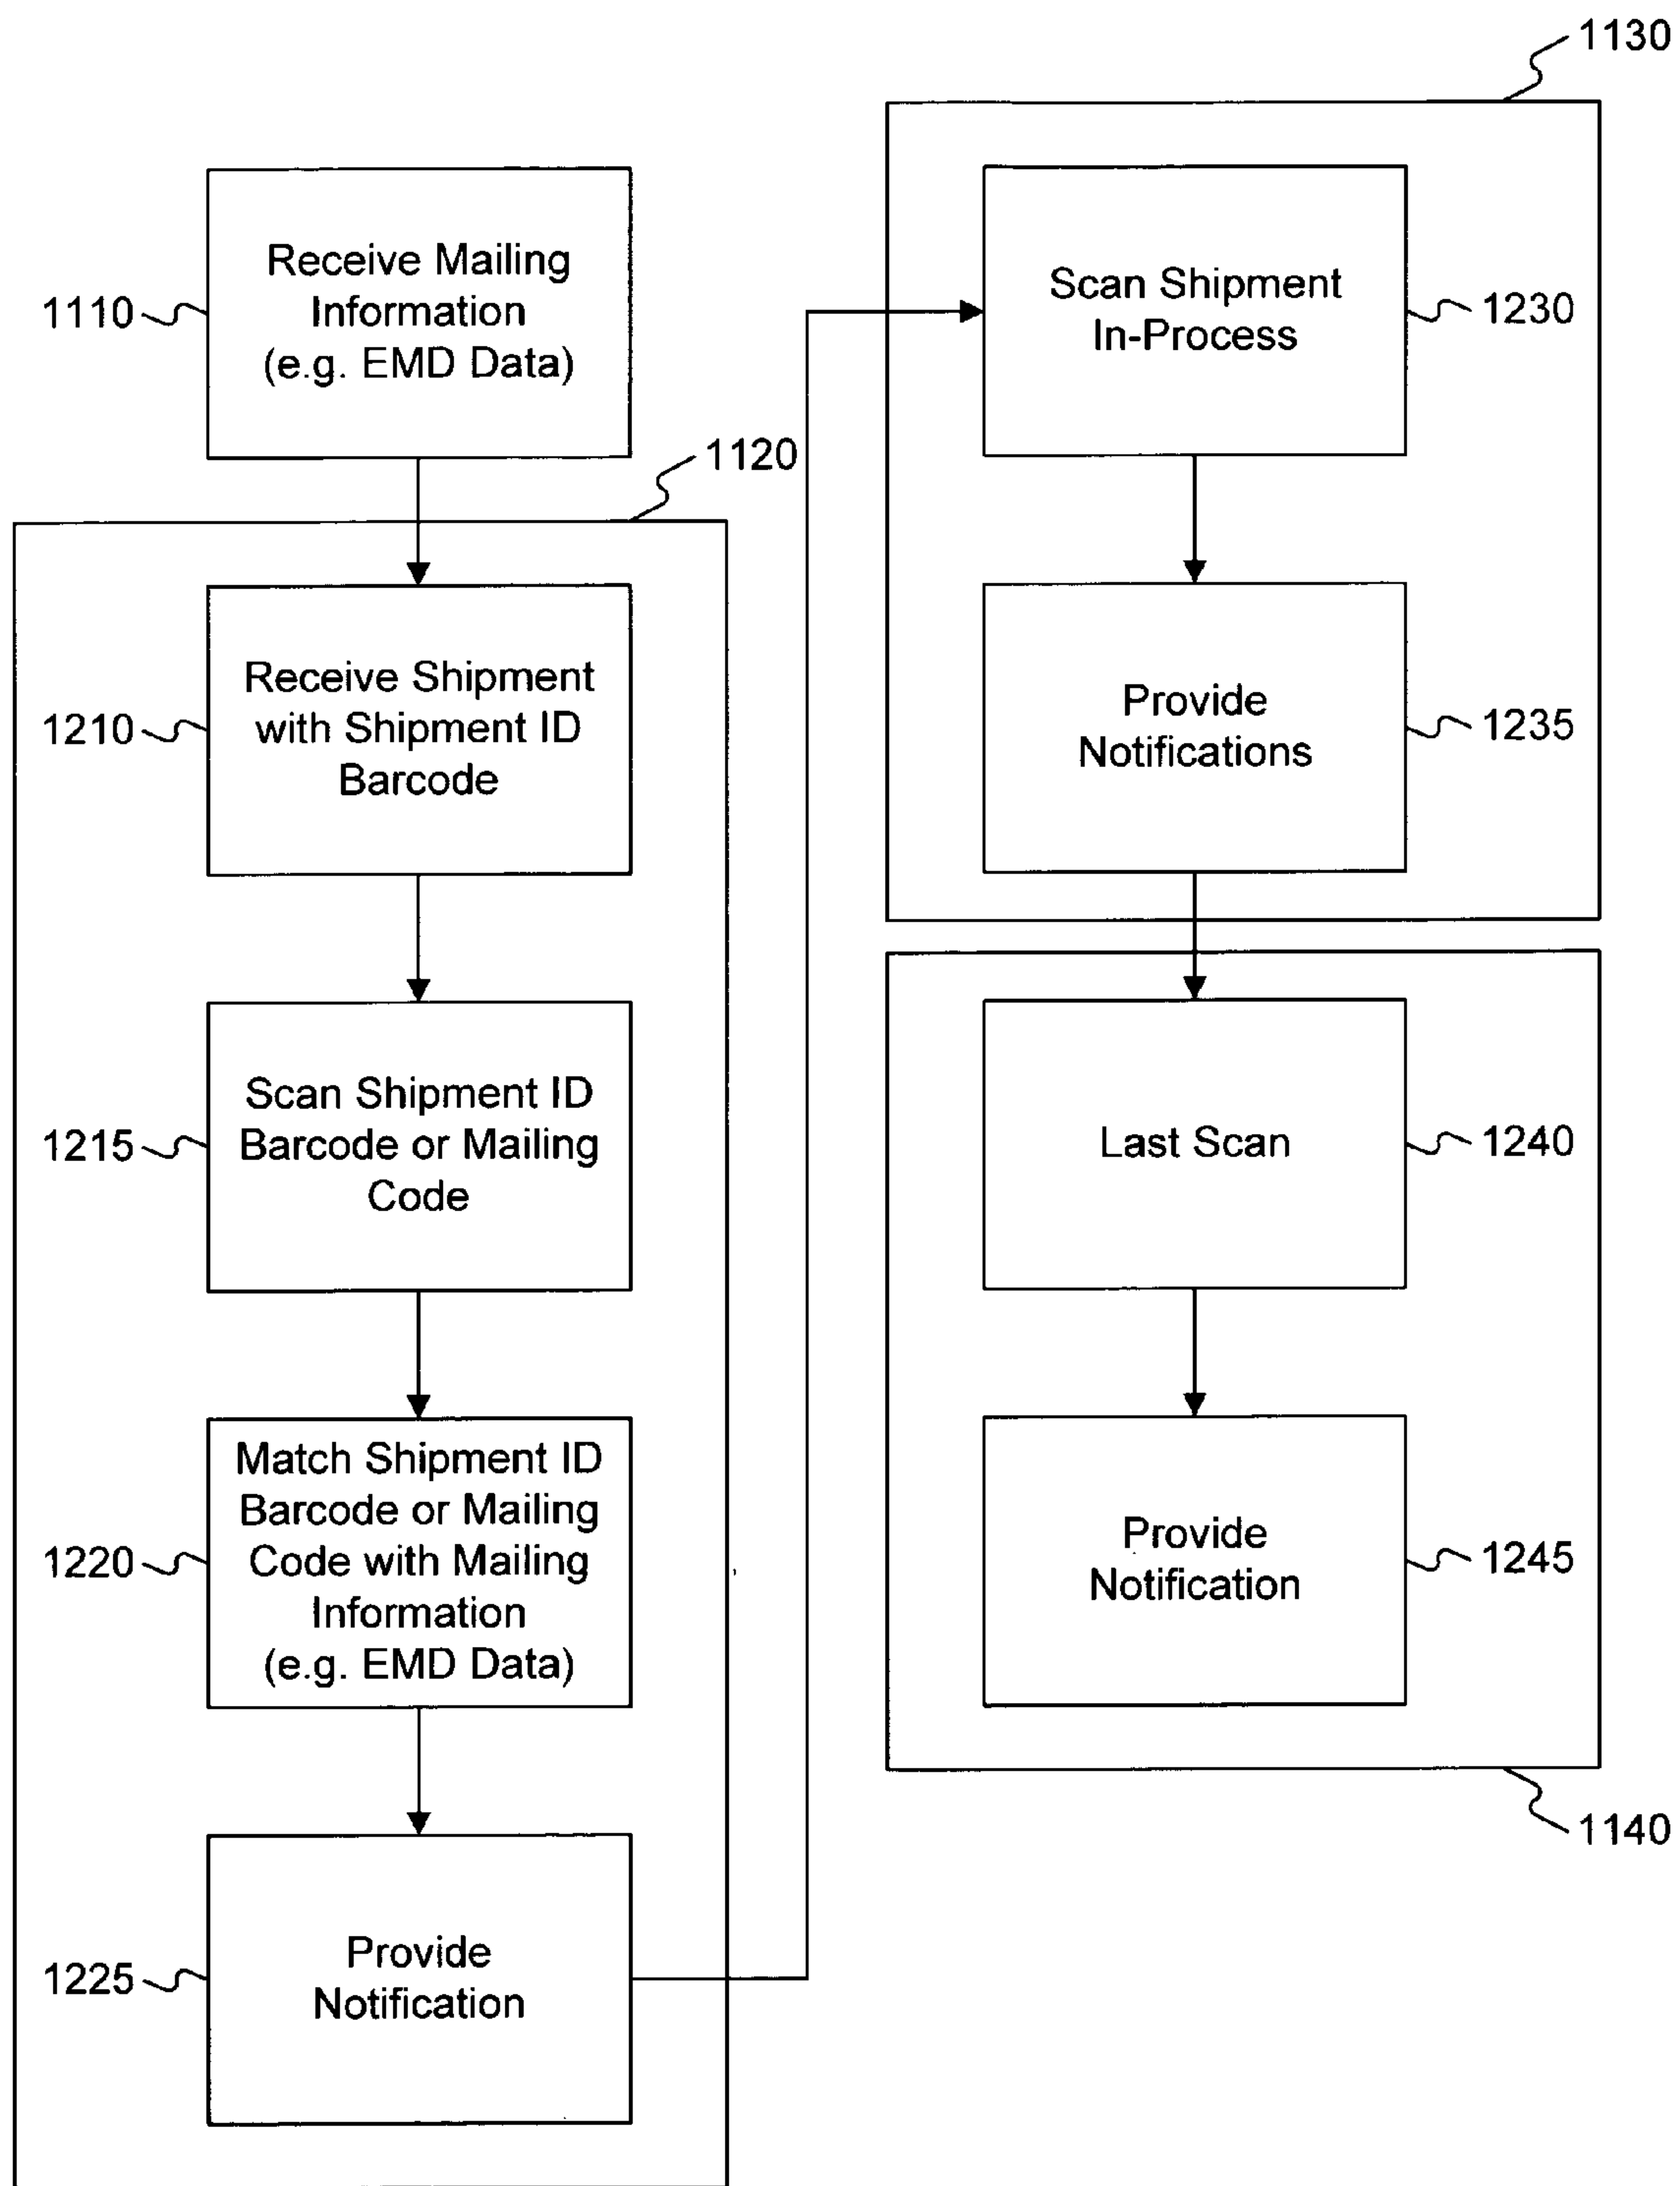 1110
Receive Mailing
Information
(e.g. EMD Data)
1120
1210
Receive Shipment
with Shipment ID
Barcode
1215
Scan Shipment ID
Barcode or Mailing
Code
1220
Match Shipment ID
Barcode or Mailing
Code with Mailing
Information
(e.g. EMD Data)
1225
Provide
Notification
1130
Scan Shipment
In-Process
1230
Provide
Notifications
1235
Last Scan
1240
Provide
Notification
1245
1140